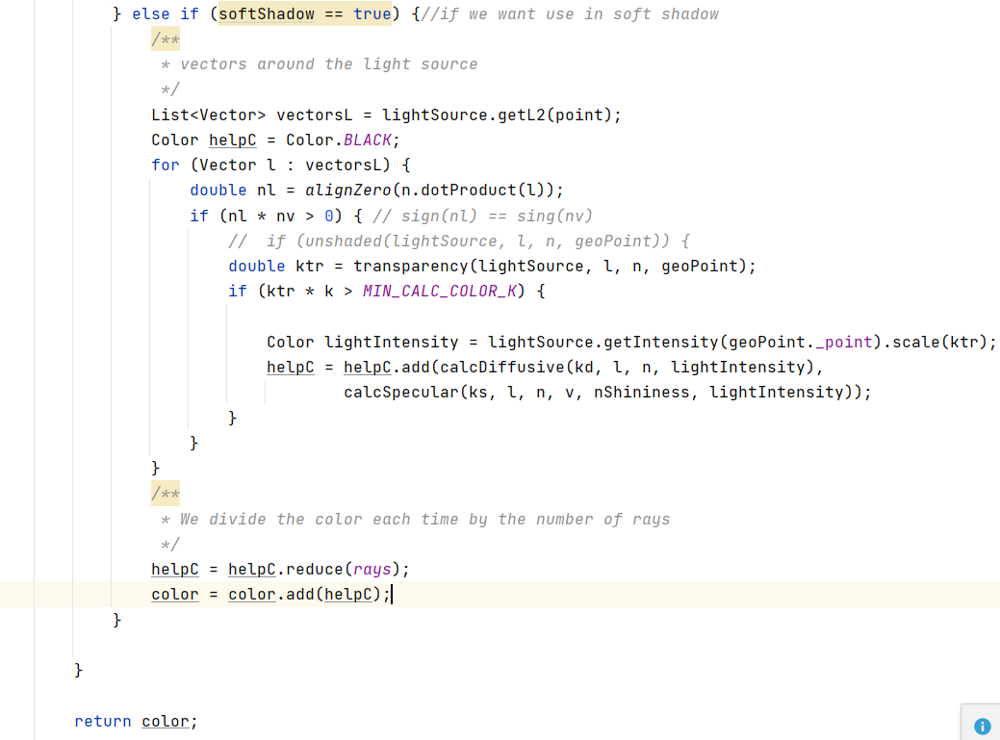 } else if (softShadow == true) {//if we want use in soft shadow
/**
* vectors around the light source
*/
List<Vector> vectorsL = lightSource.getL2(point);
Color helpC = Color.BLACK;
for (Vector l : vectorsL) {
double nl = alignZero(n.dotProduct(l));
if (nl * nv > 0) { // sign(nl) == sing(nv)
//  if (unshaded(lightSource, l, n, geoPoint)) {
double ktr = transparency(lightSource, l, n, geoPoint);
if (ktr * k > MIN_CALC_COLOR_K) {
Color lightIntensity = lightSource.getIntensity(geoPoint._point).scale(ktr);
helpC = helpC.add(calcDiffusive(kd, l, n, lightIntensity),
calcSpecular(ks, l, n, v, nShininess, lightIntensity));
}
}
}
/**
* We divide the color each time by the number of rays
*/
helpC = helpC.reduce(rays);
color = color.add(helpC);
}
}
return color;